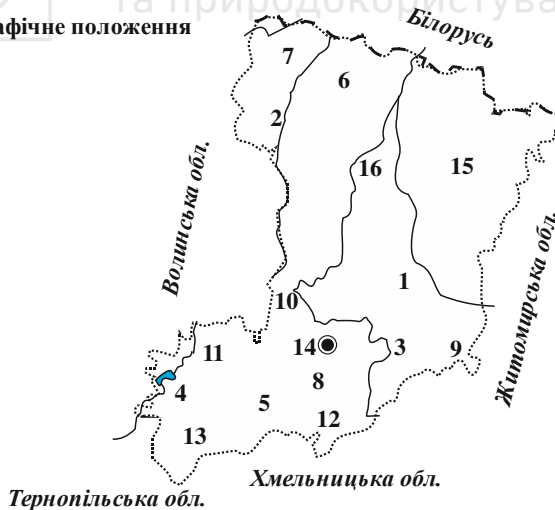 та природокористува
афічне положення
Білорусь
7
6
2
16
15
Волинська обл.
Житомирська обл.
1
10
11
14
3
9
8
4
5
12
13
Хмельницька обл.
Тернопільська обл.